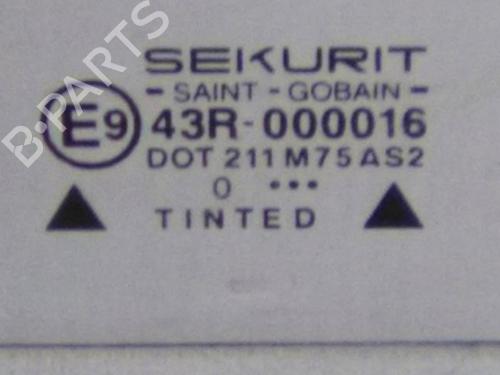 SEKURIT
- SAINT - GOBAIN -
E9 43R-000016
DOT 211 M75 AS2
0 •••
TINTED
B-PARTS